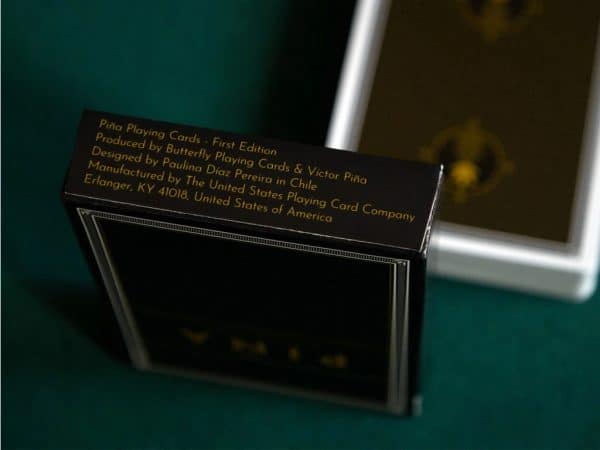 Piña Playing Cards - First Edition
Produced by Butterfly Playing Cards & Victor Piña
Designed by Paulina Díaz Pereira in Chile
Manufactured by The United States Playing Card Company
Erlanger, KY 41018, United States of America
PIÑA